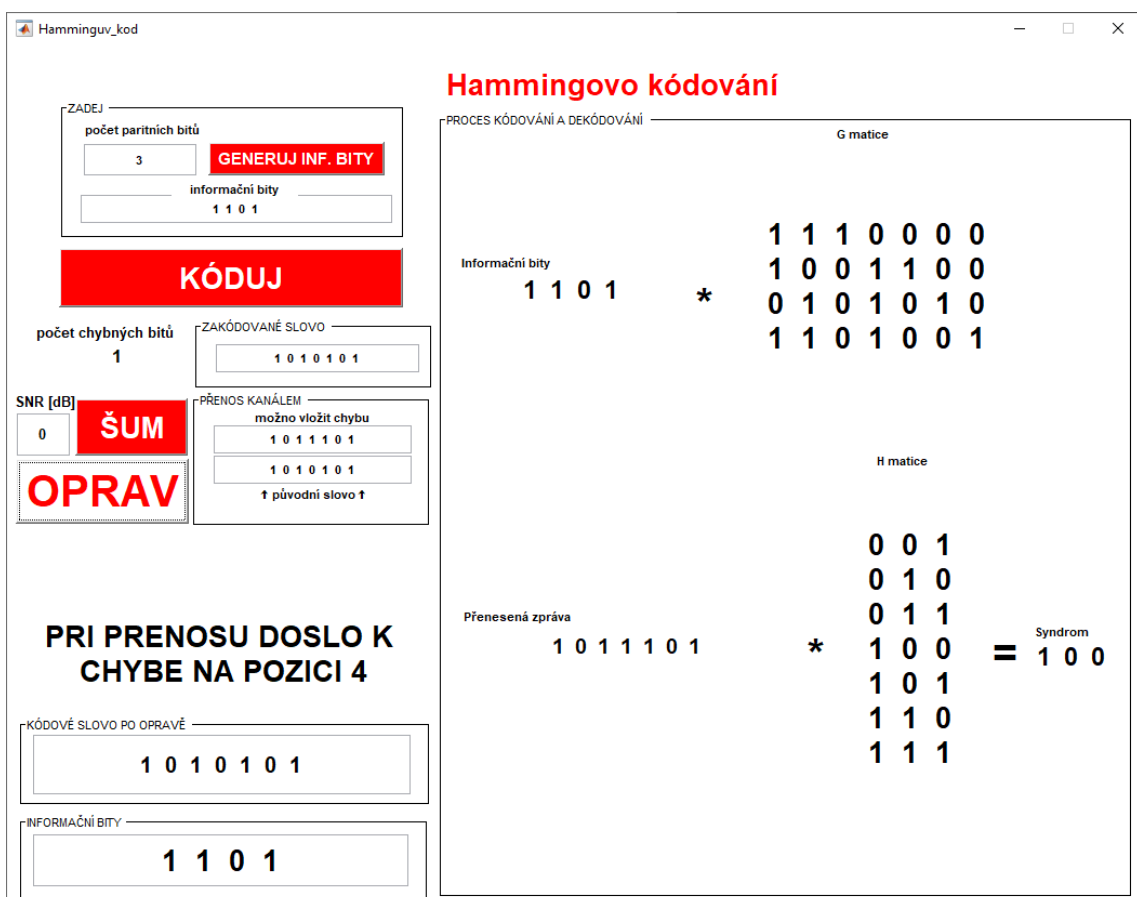 Hamminguv_kod
Hammingovo kódování
ZADEJ
počet paritních bitů
3
GENERUJ INF. BITY
informační bity
1 1 0 1
KÓDUJ
počet chybných bitů
1
ZAKÓDOVANÉ SLOVO
1 0 1 0 1 0 1
SNR [dB]
0
ŠUM
OPRAV
PŘENOS KANÁLEM
možno vložit chybu
1 0 1 1 1 0 1
1 0 1 0 1 0 1
↑ původní slovo ↑
PRI PRENOSU DOSLO K
CHYBE NA POZICI 4
KÓDOVÉ SLOVO PO OPRAVĚ
1 0 1 0 1 0 1
INFORMAČNÍ BITY
1 1 0 1
PROCES KÓDOVÁNÍ A DEKÓDOVÁNÍ
G matice
Informační bity
1 1 0 1
*
1 1 1 0 0 0 0
1 0 0 1 1 0 0
0 1 0 1 0 1 0
1 1 0 1 0 0 1
H matice
Přenesená zpráva
1 0 1 1 1 0 1
*
0 0 1
0 1 0
0 1 1
1 0 0
1 0 1
1 1 0
1 1 1
=
Syndrom
1 0 0